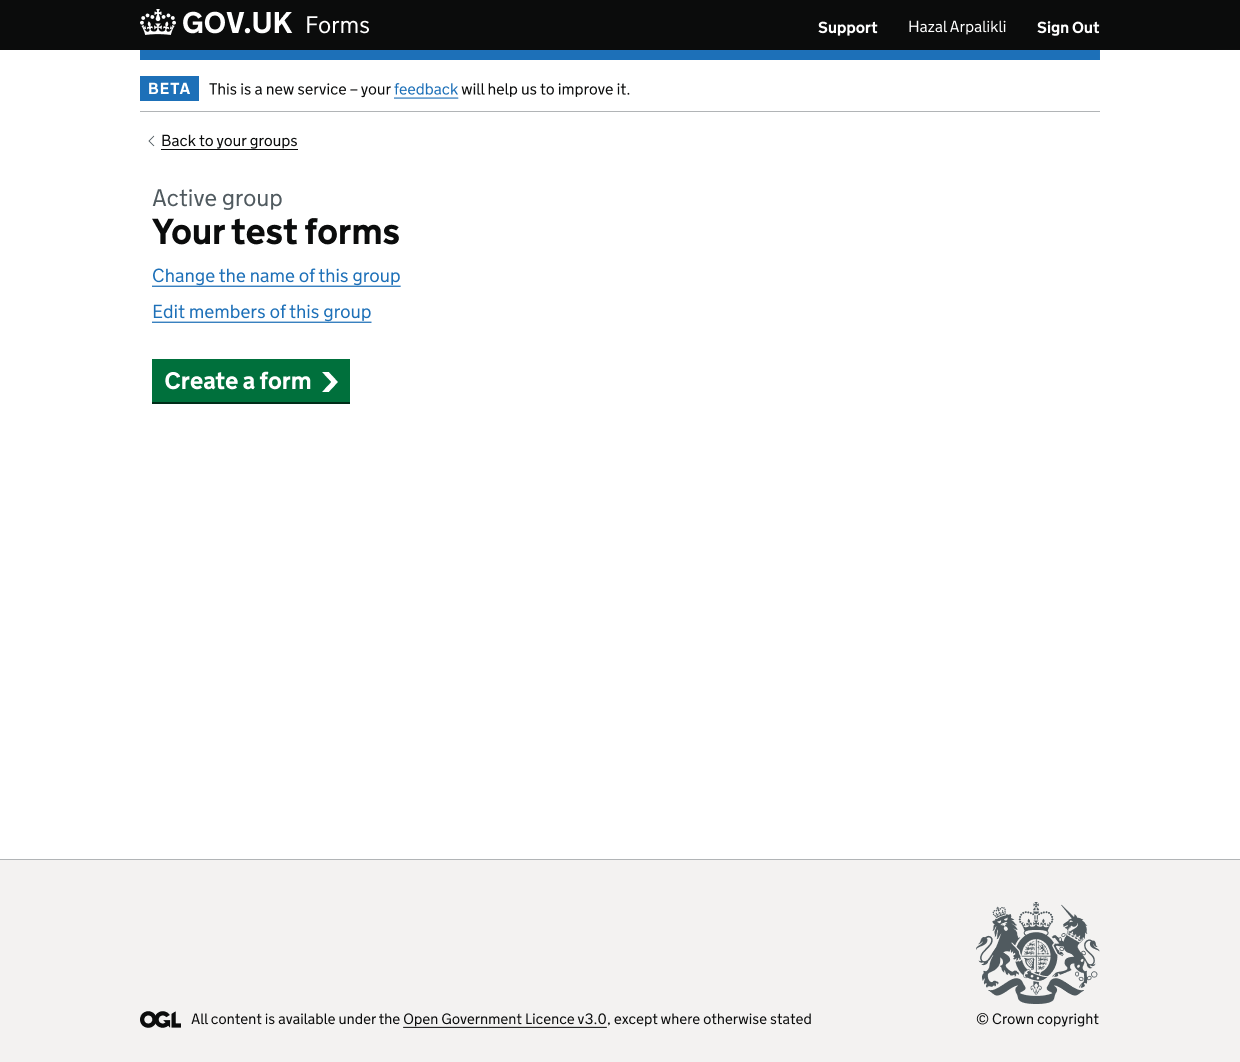 GOV.UK Forms
Support Hazal Arpalikli Sign Out
BETA This is a new service – your feedback will help us to improve it.
Back to your groups
Active group
Your test forms
Change the name of this group
Edit members of this group
Create a form
OGL All content is available under the Open Government Licence v3.0, except where otherwise stated
© Crown copyright